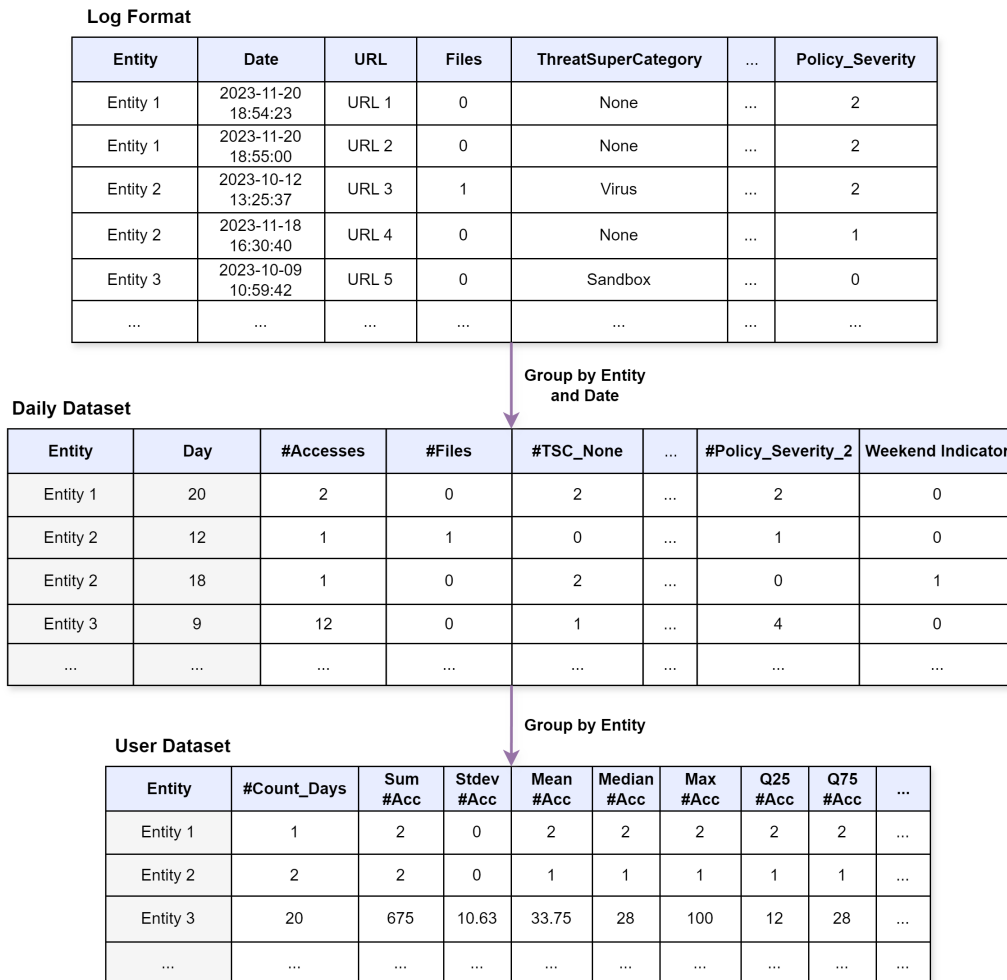 Log Format
Entity Date URL Files ThreatSuperCategory ... Policy_Severity
Entity 1 2023-11-20 18:54:23 URL 1 0 None ... 2
Entity 1 2023-11-20 18:55:00 URL 2 0 None ... 2
Entity 2 2023-10-12 13:25:37 URL 3 1 Virus ... 2
Entity 2 2023-11-18 16:30:40 URL 4 0 None ... 1
Entity 3 2023-10-09 10:59:42 URL 5 0 Sandbox ... 0
... ... ... ... ... ... ...
Group by Entity
and Date
Daily Dataset
Entity Day #Accesses #Files #TSC_None ... #Policy_Severity_2 Weekend Indicator
Entity 1 20 2 0 2 ... 2 0
Entity 2 12 1 1 0 ... 1 0
Entity 2 18 1 0 2 ... 0 1
Entity 3 9 12 0 1 ... 4 0
... ... ... ... ... ... ... ...
Group by Entity
User Dataset
Entity #Count_Days Sum #Acc Stdev #Acc Mean #Acc Median #Acc Max #Acc Q25 #Acc Q75 #Acc ...
Entity 1 1 2 0 2 2 2 2 2 ...
Entity 2 2 2 0 1 1 1 1 1 ...
Entity 3 20 675 10.63 33.75 28 100 12 28 ...
... ... ... ... ... ... ... ... ... ...